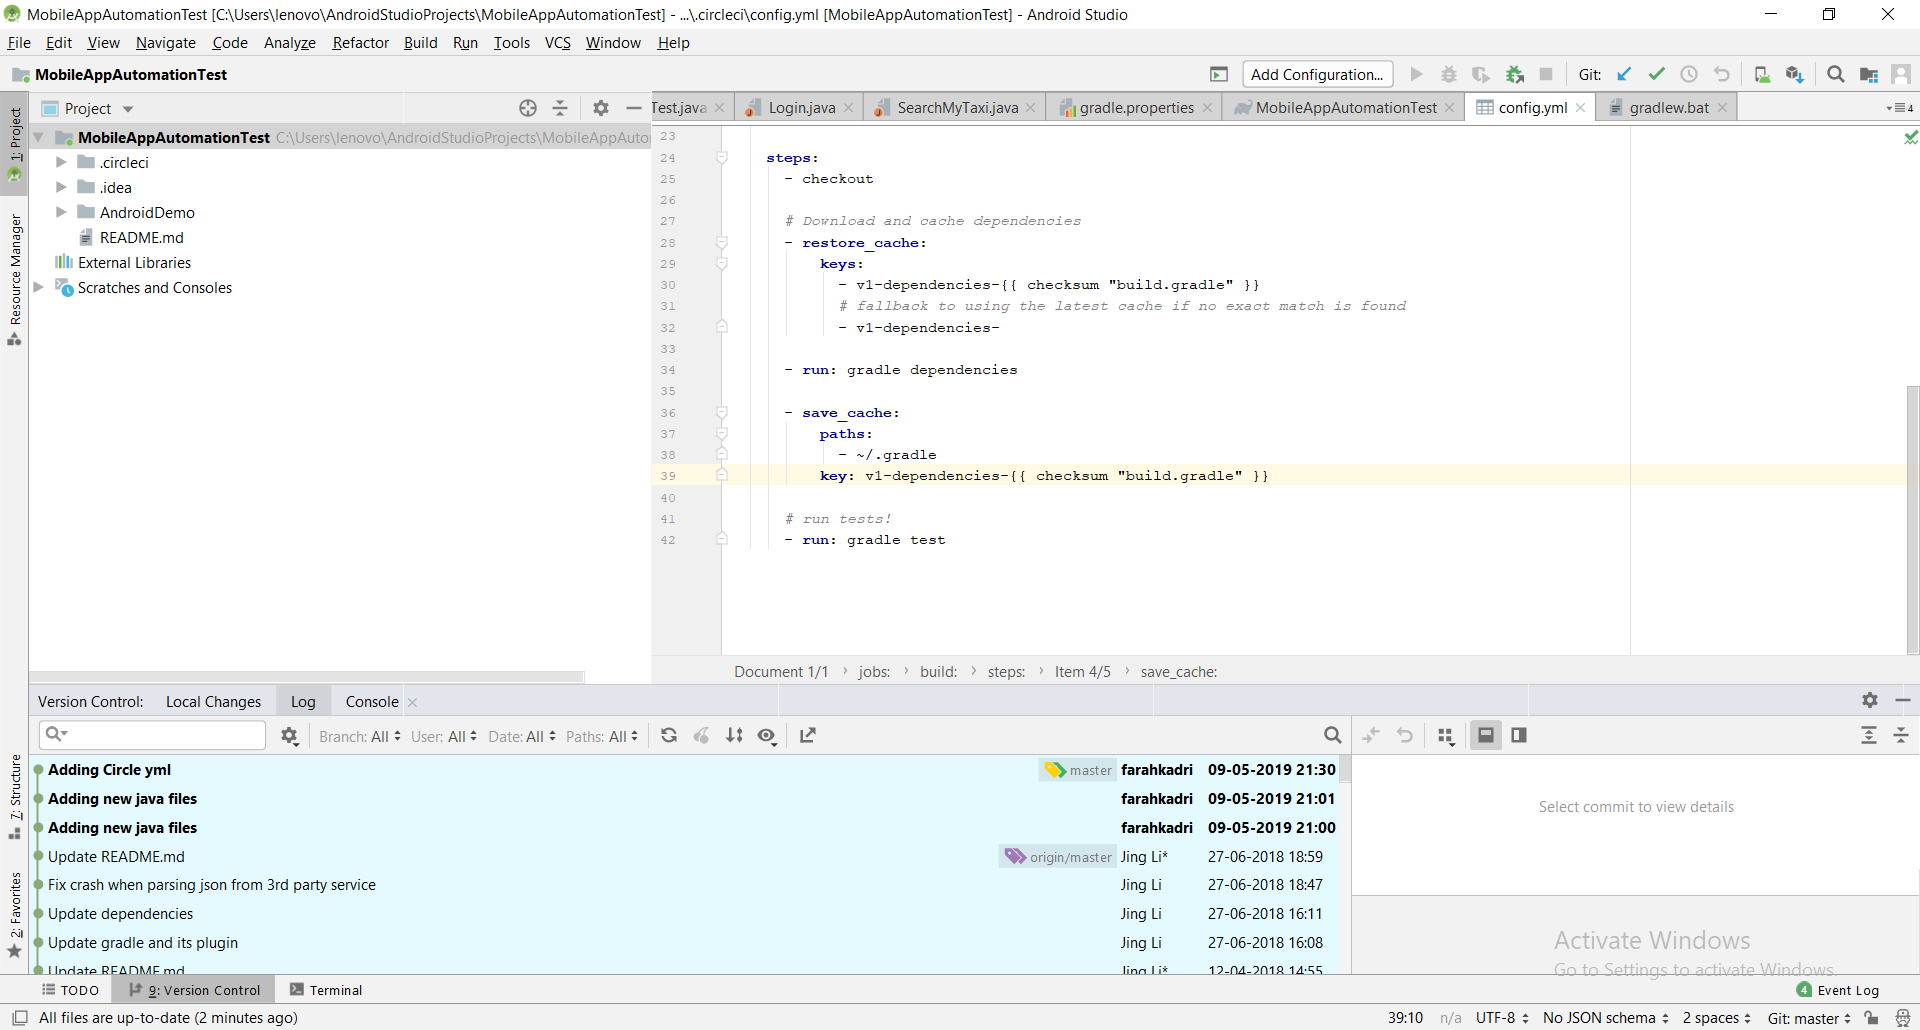 MobileAppAutomationTest [C:\Users\lenovo\AndroidStudioProjects\MobileAppAutomationTest] - ...\.circleci\config.yml [MobileAppAutomationTest] - Android Studio
File Edit View Navigate Code Analyze Refactor Build Run Tools VCS Window Help
MobileAppAutomationTest
Add Configuration...
Git:
1: Project
Resource Manager
7: Structure
2: Favorites
Project
MobileAppAutomationTest C:\Users\lenovo\AndroidStudioProjects\MobileAppAuto
.circleci
.idea
AndroidDemo
README.md
External Libraries
Scratches and Consoles
Test.java Login.java SearchMyTaxi.java gradle.properties MobileAppAutomationTest config.yml gradlew.bat 4
23
24 steps:
25 - checkout
26
27 # Download and cache dependencies
28 - restore_cache:
29 keys:
30 - v1-dependencies-{{ checksum "build.gradle" }}
31 # fallback to using the latest cache if no exact match is found
32 - v1-dependencies-
33
34 - run: gradle dependencies
35
36 - save_cache:
37 paths:
38 - ~/.gradle
39 key: v1-dependencies-{{ checksum "build.gradle" }}
40
41 # run tests!
42 - run: gradle test
Document 1/1 › jobs: › build: › steps: › Item 4/5 › save_cache:
Version Control: Local Changes Log Console
Branch: All User: All Date: All Paths: All
Adding Circle yml master farahkadri 09-05-2019 21:30
Adding new java files farahkadri 09-05-2019 21:01
Adding new java files farahkadri 09-05-2019 21:00
Update README.md origin/master Jing Li* 27-06-2018 18:59
Fix crash when parsing json from 3rd party service Jing Li 27-06-2018 18:47
Update dependencies Jing Li 27-06-2018 16:11
Update gradle and its plugin Jing Li 27-06-2018 16:08
Update README.md Jing Li* 12-04-2018 14:55
Select commit to view details
Activate Windows
Go to Settings to activate Windows.
TODO 9: Version Control Terminal 4 Event Log
All files are up-to-date (2 minutes ago) 39:10 n/a UTF-8 No JSON schema 2 spaces Git: master